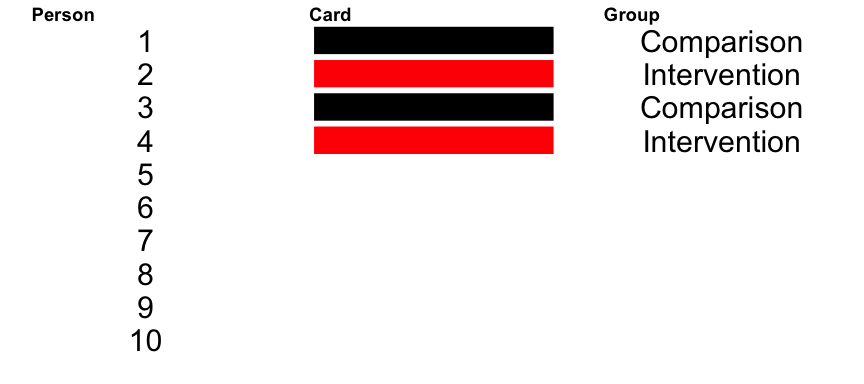 Person Card Group
1 Comparison
2 Intervention
3 Comparison
4 Intervention
5
6
7
8
9
10